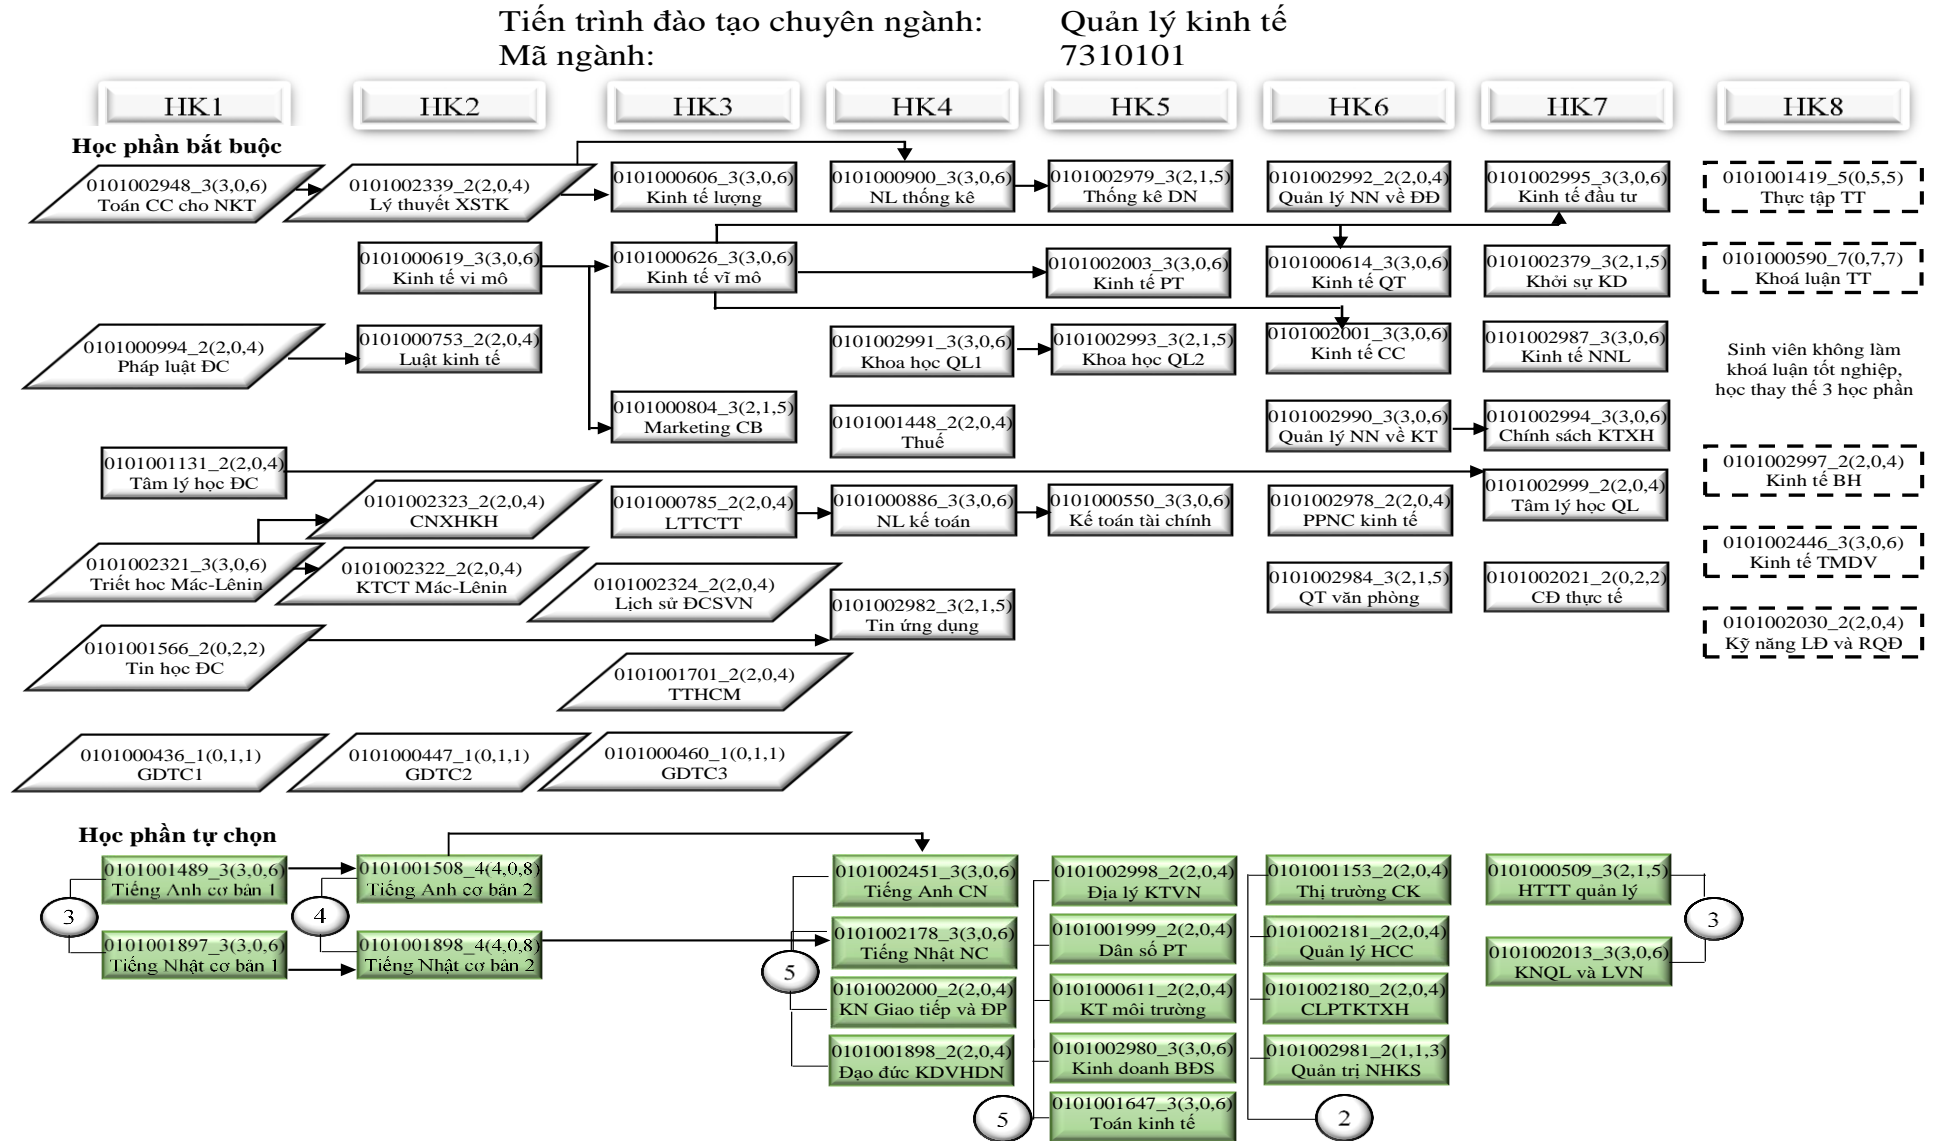 Tiến trình đào tạo chuyên ngành: Quản lý kinh tế
Mã ngành: 7310101
HK1 HK2 HK3 HK4 HK5 HK6 HK7 HK8
Học phần bắt buộc
0101002948_3(3,0,6)
Toán CC cho NKT
0101002339_2(2,0,4)
Lý thuyết XSTK
0101000606_3(3,0,6)
Kinh tế lượng
0101000900_3(3,0,6)
NL thống kê
0101002979_3(2,1,5)
Thống kê DN
0101002992_2(2,0,4)
Quản lý NN về ĐĐ
0101002995_3(3,0,6)
Kinh tế đầu tư
0101001419_5(0,5,5)
Thực tập TT
0101000619_3(3,0,6)
Kinh tế vi mô
0101000626_3(3,0,6)
Kinh tế vĩ mô
0101002003_3(3,0,6)
Kinh tế PT
0101000614_3(3,0,6)
Kinh tế QT
0101002379_3(2,1,5)
Khởi sự KD
0101000590_7(0,7,7)
Khoá luận TT
0101000994_2(2,0,4)
Pháp luật ĐC
0101000753_2(2,0,4)
Luật kinh tế
0101002991_3(3,0,6)
Khoa học QL1
0101002993_3(2,1,5)
Khoa học QL2
0101002001_3(3,0,6)
Kinh tế CC
0101002987_3(3,0,6)
Kinh tế NNL
Sinh viên không làm
khoá luận tốt nghiệp,
học thay thế 3 học phần
0101000804_3(2,1,5)
Marketing CB
0101001448_2(2,0,4)
Thuế
0101002990_3(3,0,6)
Quản lý NN về KT
0101002994_3(3,0,6)
Chính sách KTXH
0101001131_2(2,0,4)
Tâm lý học ĐC
0101002323_2(2,0,4)
CNXHKH
0101000785_2(2,0,4)
LTTCTT
0101000886_3(3,0,6)
NL kế toán
0101000550_3(3,0,6)
Kế toán tài chính
0101002978_2(2,0,4)
PPNC kinh tế
0101002999_2(2,0,4)
Tâm lý học QL
0101002997_2(2,0,4)
Kinh tế BH
0101002321_3(3,0,6)
Triết hoc Mác-Lênin
0101002322_2(2,0,4)
KTCT Mác-Lênin
0101002324_2(2,0,4)
Lịch sử ĐCSVN
0101002982_3(2,1,5)
Tin ứng dụng
0101002984_3(2,1,5)
QT văn phòng
0101002021_2(0,2,2)
CĐ thực tế
0101002446_3(3,0,6)
Kinh tế TMDV
0101001566_2(0,2,2)
Tin học ĐC
0101001701_2(2,0,4)
TTHCM
0101002030_2(2,0,4)
Kỹ năng LĐ và RQĐ
0101000436_1(0,1,1)
GDTC1
0101000447_1(0,1,1)
GDTC2
0101000460_1(0,1,1)
GDTC3
Học phần tự chọn
0101001489_3(3,0,6)
Tiếng Anh cơ bản 1
3
0101001897_3(3,0,6)
Tiếng Nhật cơ bản 1
0101001508_4(4,0,8)
Tiếng Anh cơ bản 2
4
0101001898_4(4,0,8)
Tiếng Nhật cơ bản 2
0101002451_3(3,0,6)
Tiếng Anh CN
0101002178_3(3,0,6)
Tiếng Nhật NC
5
0101002000_2(2,0,4)
KN Giao tiếp và ĐP
0101001898_2(2,0,4)
Đạo đức KDVHDN
0101002998_2(2,0,4)
Địa lý KTVN
0101001999_2(2,0,4)
Dân số PT
0101000611_2(2,0,4)
KT môi trường
0101002980_3(3,0,6)
Kinh doanh BĐS
5
0101001647_3(3,0,6)
Toán kinh tế
0101001153_2(2,0,4)
Thị trường CK
0101002181_2(2,0,4)
Quản lý HCC
0101002180_2(2,0,4)
CLPTKTXH
0101002981_2(1,1,3)
Quản trị NHKS
2
0101000509_3(2,1,5)
HTTT quản lý
3
0101002013_3(3,0,6)
KNQL và LVN